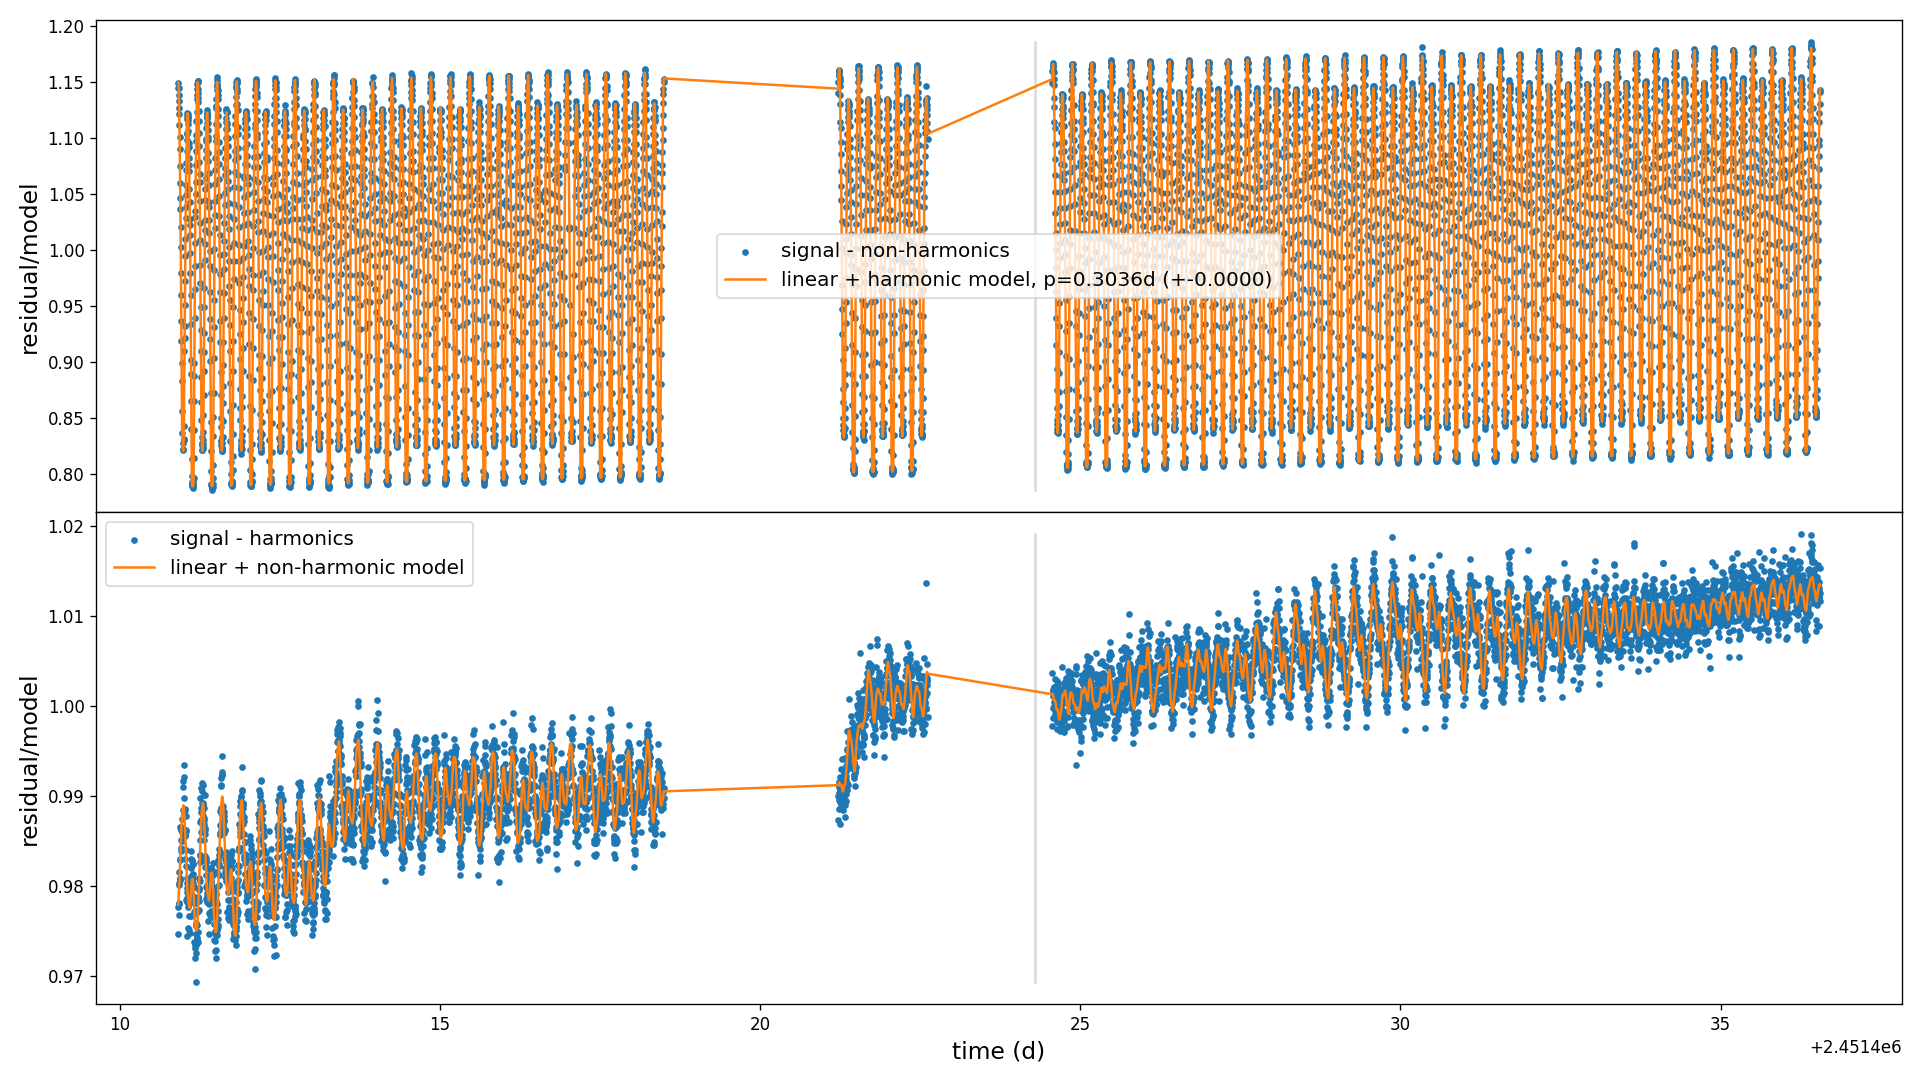 1.20
1.15
1.10
1.05
1.00
0.95
0.90
0.85
0.80
residual/model
signal - non-harmonics
linear + harmonic model, p=0.3036d (+-0.0000)
1.02
1.01
1.00
0.99
0.98
0.97
residual/model
signal - harmonics
linear + non-harmonic model
10 15 20 25 30 35
time (d)
+2.4514e6